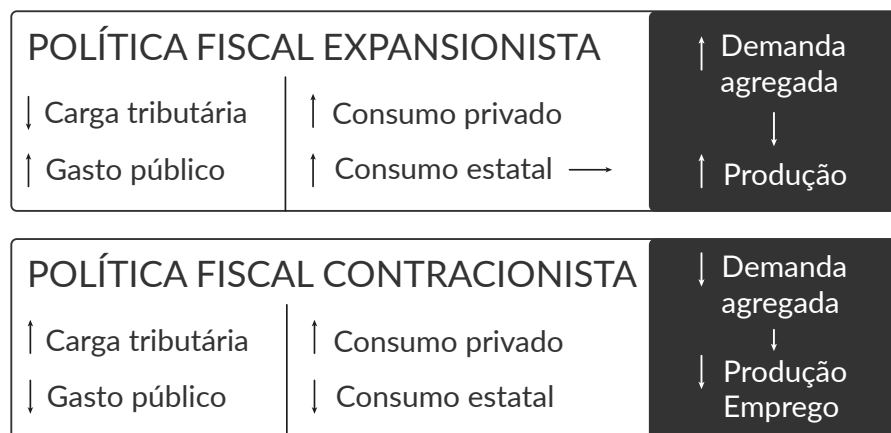 POLÍTICA FISCAL EXPANSIONISTA
↓ Carga tributária
↑ Gasto público
↑ Consumo privado
↑ Consumo estatal →
↑ Demanda
agregada
↓
↑ Produção
POLÍTICA FISCAL CONTRACIONISTA
↑ Carga tributária
↓ Gasto público
↑ Consumo privado
↓ Consumo estatal
↓ Demanda
agregada
↓
↓ Produção
Emprego